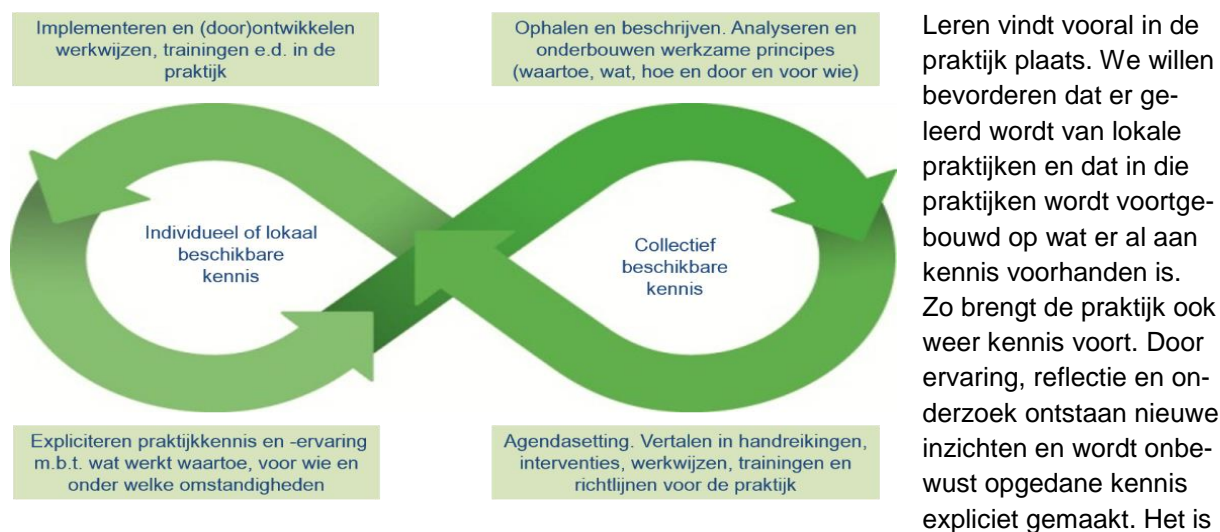 Implementeren en (door)ontwikkelen
werkwijzen, trainingen e.d. in de
praktijk
Ophalen en beschrijven. Analyseren en
onderbouwen werkzame principes
(waartoe, wat, hoe en door en voor wie)
Individueel of lokaal
beschikbare
kennis
Collectief
beschikbare
kennis
Expliciteren praktijkkennis en -ervaring
m.b.t. wat werkt waartoe, voor wie en
onder welke omstandigheden
Agendasetting. Vertalen in handreikingen,
interventies, werkwijzen, trainingen en
richtlijnen voor de praktijk
Leren vindt vooral in de
praktijk plaats. We willen
bevorderen dat er ge-
leerd wordt van lokale
praktijken en dat in die
praktijken wordt voortge-
bouwd op wat er al aan
kennis voorhanden is.
Zo brengt de praktijk ook
weer kennis voort. Door
ervaring, reflectie en on-
derzoek ontstaan nieuwe
inzichten en wordt onbe-
wust opgedane kennis
expliciet gemaakt. Het is